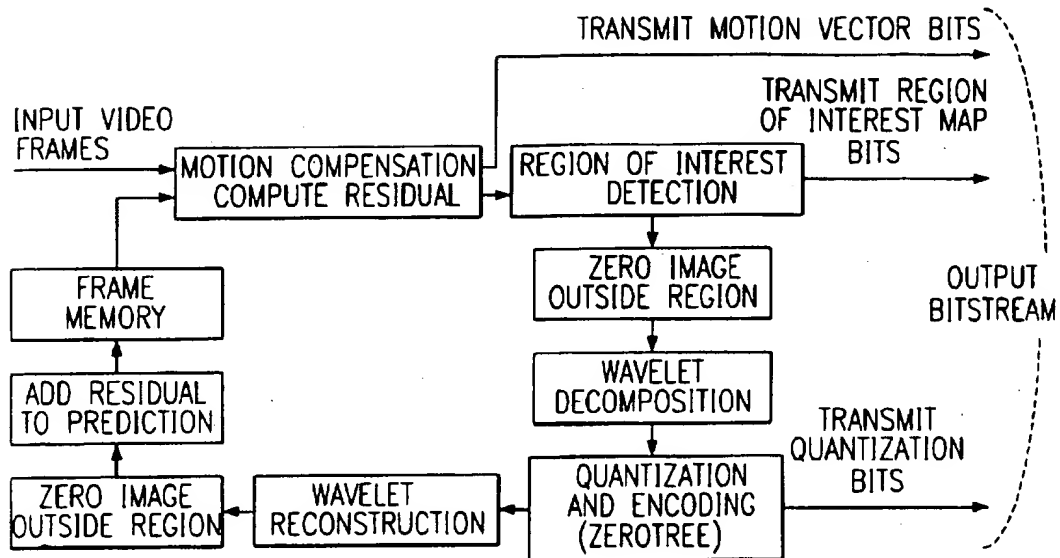 TRANSMIT MOTION VECTOR BITS
TRANSMIT REGION
OF INTEREST MAP
BITS
INPUT VIDEO
FRAMES
MOTION COMPENSATION
COMPUTE RESIDUAL
REGION OF INTEREST
DETECTION
FRAME
MEMORY
ZERO IMAGE
OUTSIDE REGION
OUTPUT
BITSTREAM
ADD RESIDUAL
TO PREDICTION
WAVELET
DECOMPOSITION
TRANSMIT
QUANTIZATION
BITS
ZERO IMAGE
OUTSIDE REGION
WAVELET
RECONSTRUCTION
QUANTIZATION
AND ENCODING
(ZEROTREE)